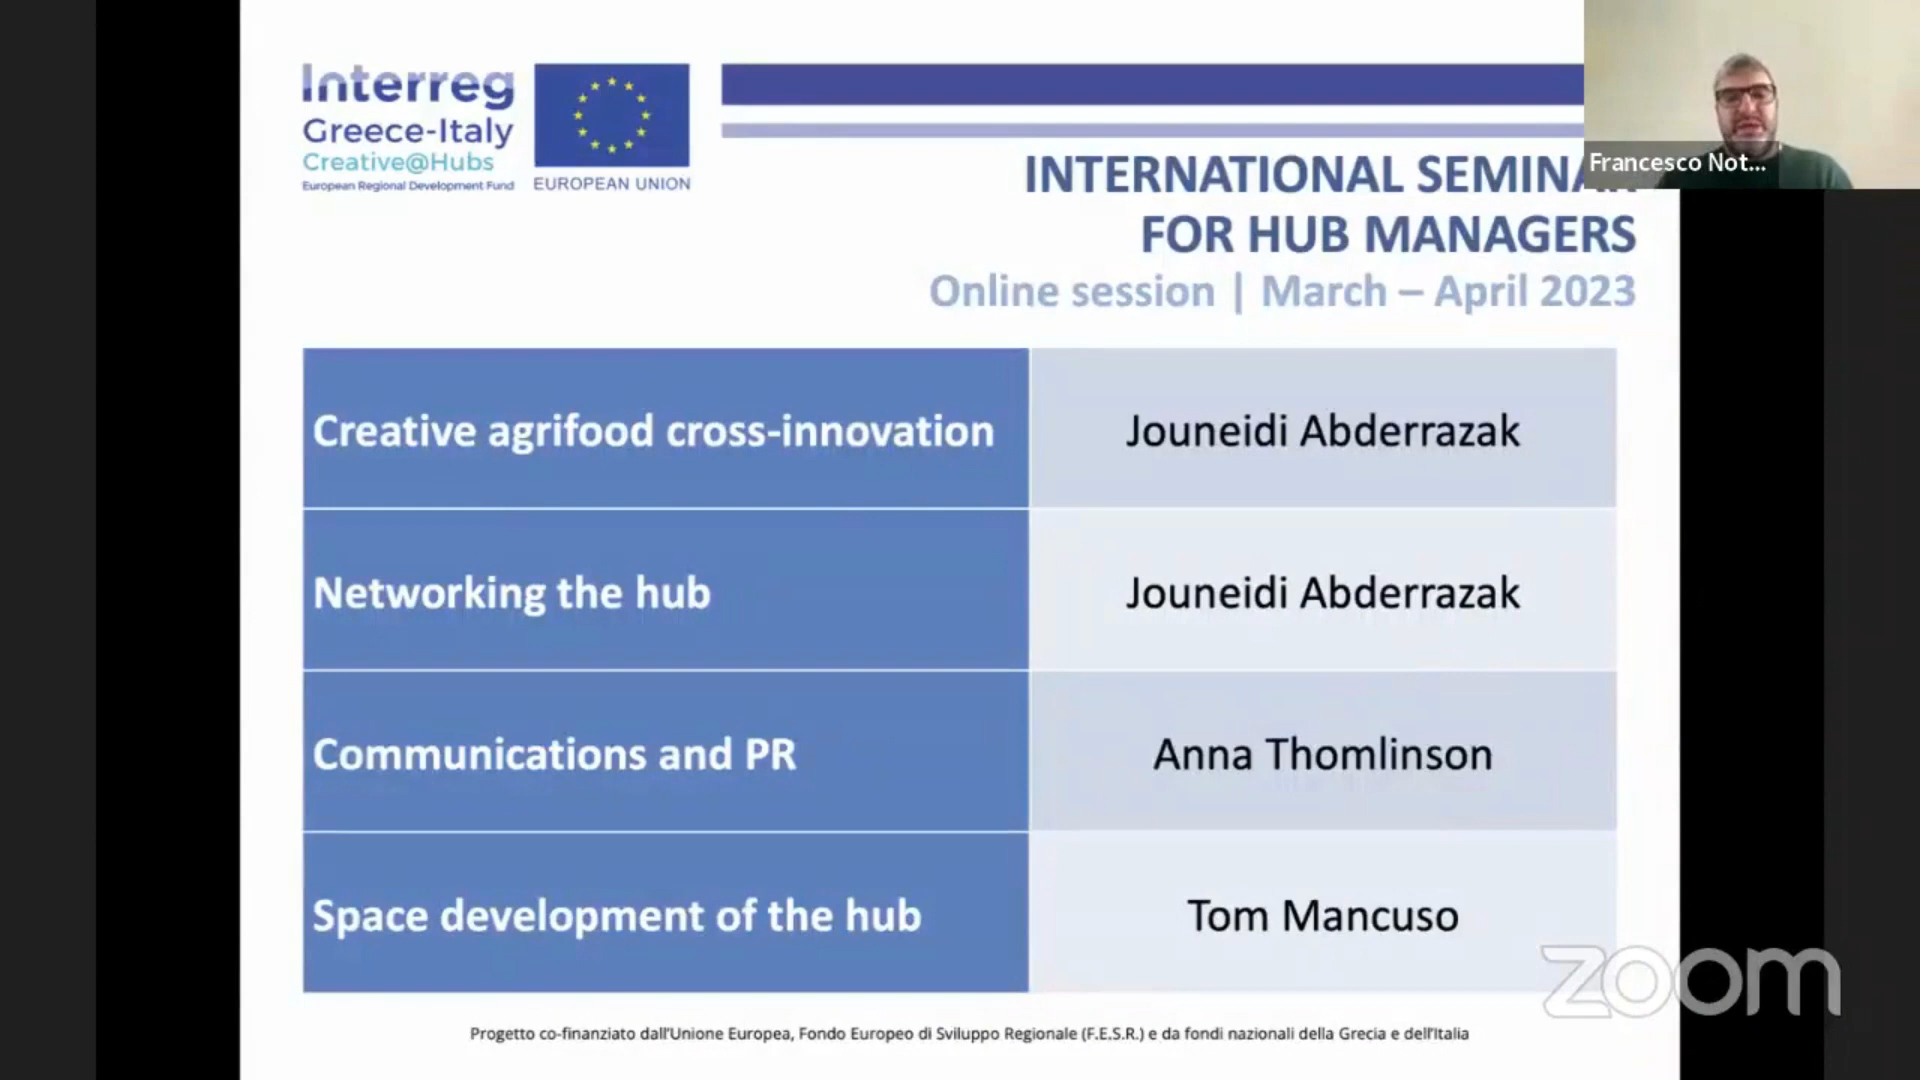 Interreg
Greece-Italy
Creative@Hubs
European Regional Development Fund
EUROPEAN UNION
Francesco Not...
INTERNATIONAL SEMINAR
FOR HUB MANAGERS
Online session | March – April 2023
Creative agrifood cross-innovation
Jouneidi Abderrazak
Networking the hub
Jouneidi Abderrazak
Communications and PR
Anna Thomlinson
Space development of the hub
Tom Mancuso
zoom
Progetto co-finanziato dall'Unione Europea, Fondo Europeo di Sviluppo Regionale (F.E.S.R.) e da fondi nazionali della Grecia e dell'Italia